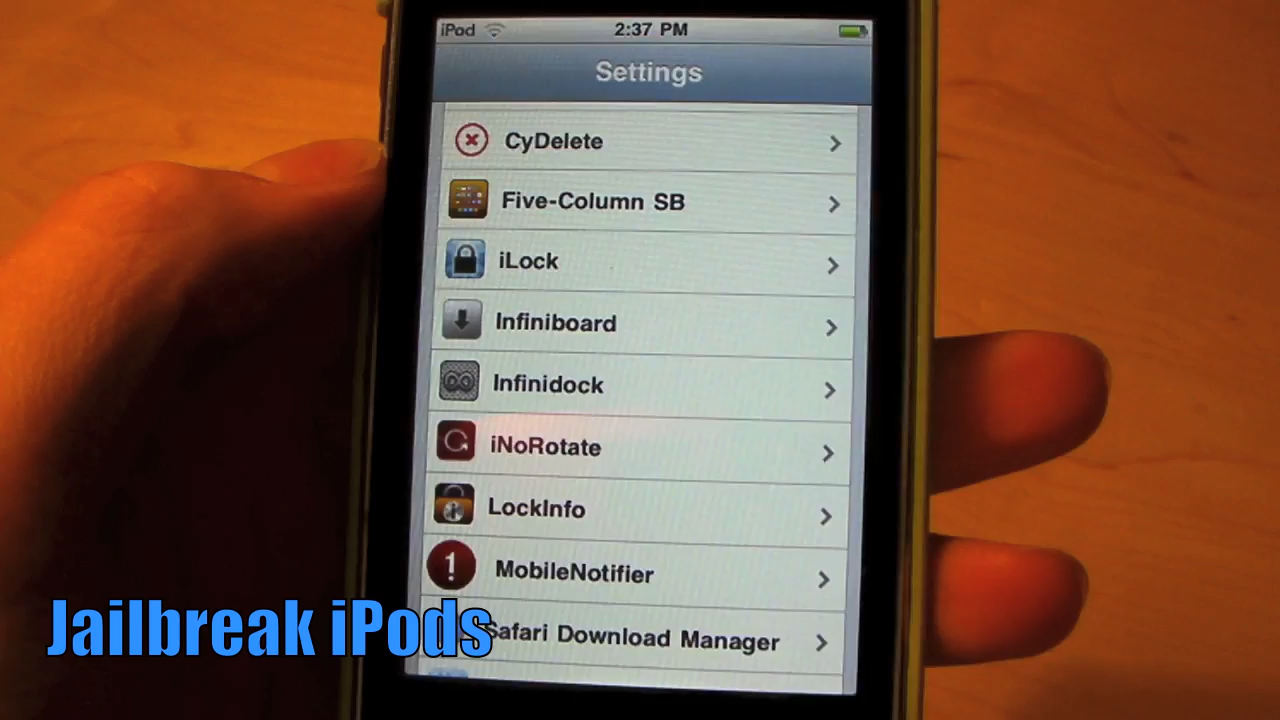 iPod 2:37 PM
Settings
CyDelete
Five-Column SB
iLock
Infiniboard
Infinidock
iNoRotate
LockInfo
MobileNotifier
Safari Download Manager
Jailbreak iPods